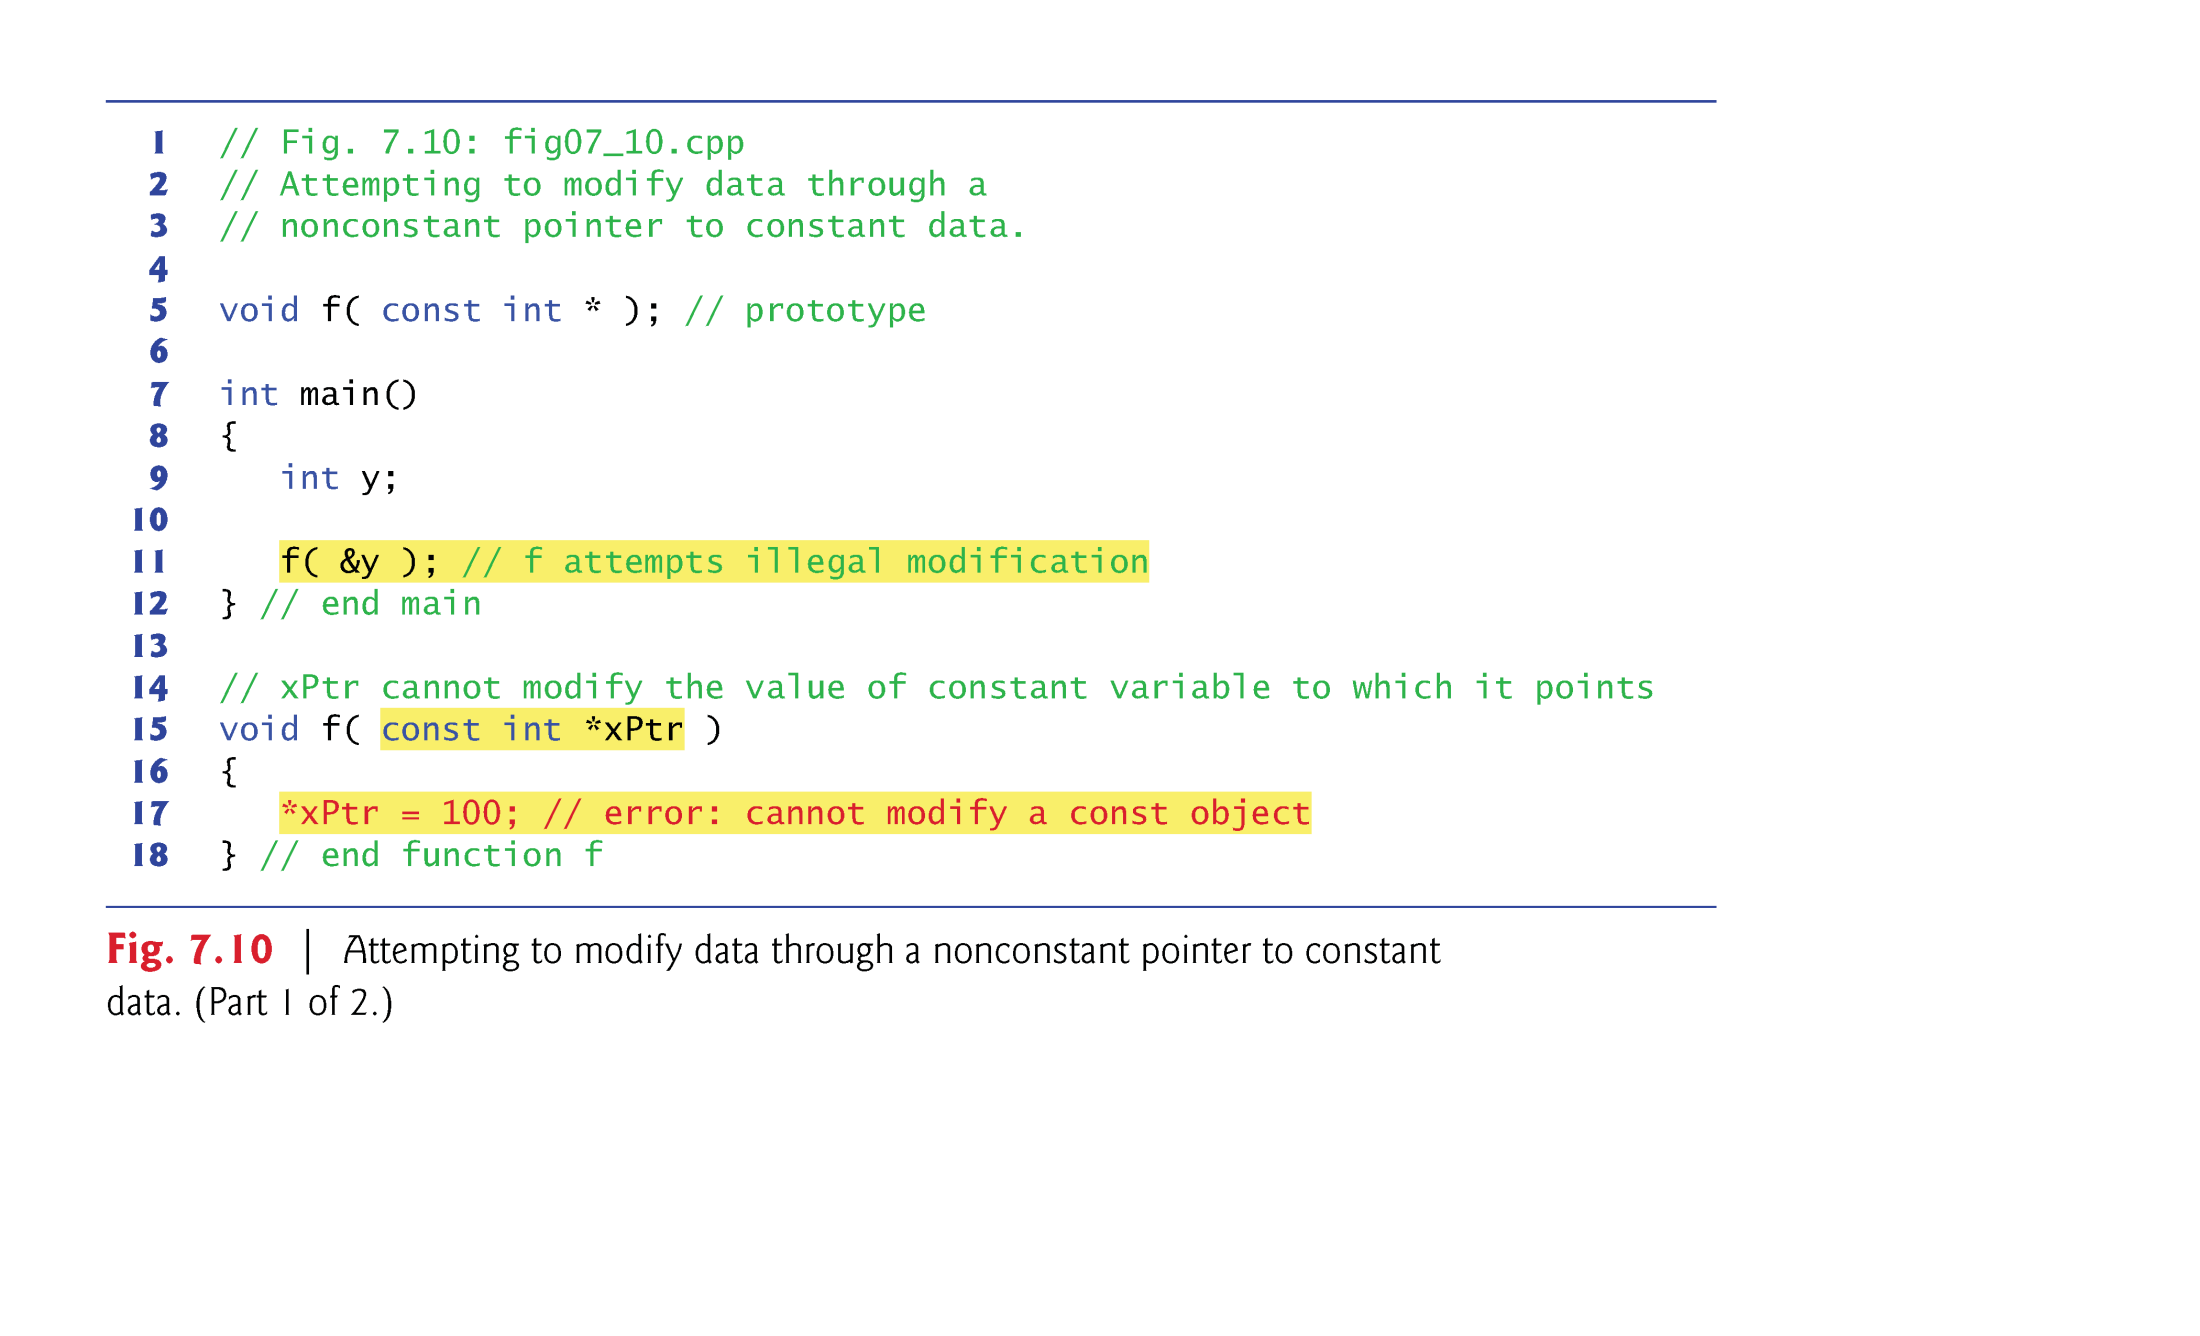 1 // Fig. 7.10: fig07_10.cpp
2 // Attempting to modify data through a
3 // nonconstant pointer to constant data.
4
5 void f( const int * ); // prototype
6
7 int main()
8 {
9    int y;
10
11    f( &y ); // f attempts illegal modification
12 } // end main
13
14 // xPtr cannot modify the value of constant variable to which it points
15 void f( const int *xPtr )
16 {
17    *xPtr = 100; // error: cannot modify a const object
18 } // end function f
Fig. 7.10 | Attempting to modify data through a nonconstant pointer to constant
data. (Part 1 of 2.)